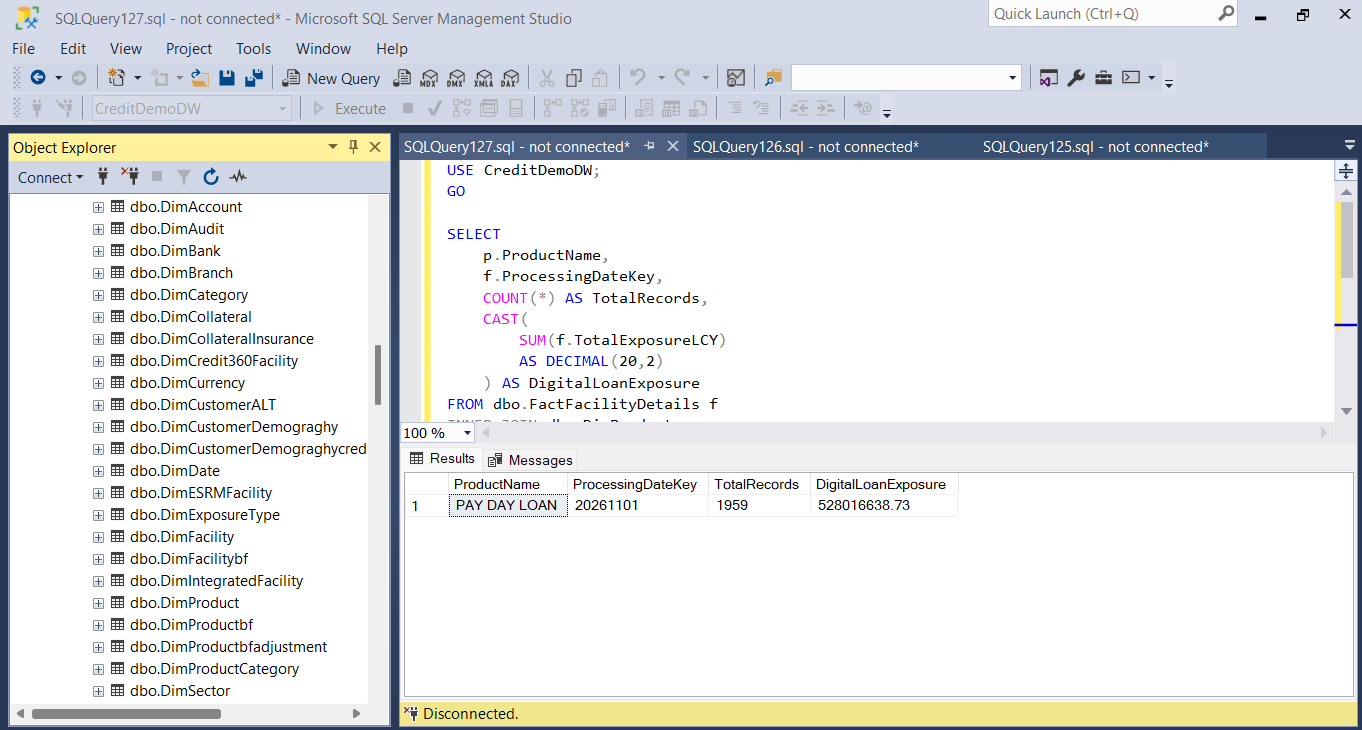 SQLQuery127.sql - not connected* - Microsoft SQL Server Management Studio
Quick Launch (Ctrl+Q)
File Edit View Project Tools Window Help
New Query MDX DMX XMLA DAX
CreditDemoDW Execute
Object Explorer
Connect
dbo.DimAccount
dbo.DimAudit
dbo.DimBank
dbo.DimBranch
dbo.DimCategory
dbo.DimCollateral
dbo.DimCollateralInsurance
dbo.DimCredit360Facility
dbo.DimCurrency
dbo.DimCustomerALT
dbo.DimCustomerDemograghy
dbo.DimCustomerDemograghycred
dbo.DimDate
dbo.DimESRMFacility
dbo.DimExposureType
dbo.DimFacility
dbo.DimFacilitybf
dbo.DimIntegratedFacility
dbo.DimProduct
dbo.DimProductbf
dbo.DimProductbfadjustment
dbo.DimProductCategory
dbo.DimSector
SQLQuery127.sql - not connected* SQLQuery126.sql - not connected* SQLQuery125.sql - not connected*
USE CreditDemoDW;
GO
SELECT
p.ProductName,
f.ProcessingDateKey,
COUNT(*) AS TotalRecords,
CAST(
SUM(f.TotalExposureLCY)
AS DECIMAL(20,2)
) AS DigitalLoanExposure
FROM dbo.FactFacilityDetails f
100 %
Results Messages
ProductName ProcessingDateKey TotalRecords DigitalLoanExposure
1 PAY DAY LOAN 20261101 1959 528016638.73
Disconnected.